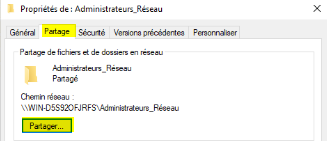 Propriétés de : Administrateurs_Réseau
Général Partage Sécurité Versions précédentes Personnaliser
Partage de fichiers et de dossiers en réseau
Administrateurs_Réseau
Partagé
Chemin réseau :
\\WIN-D5S92OFJRFS\Administrateurs_Réseau
Partager...